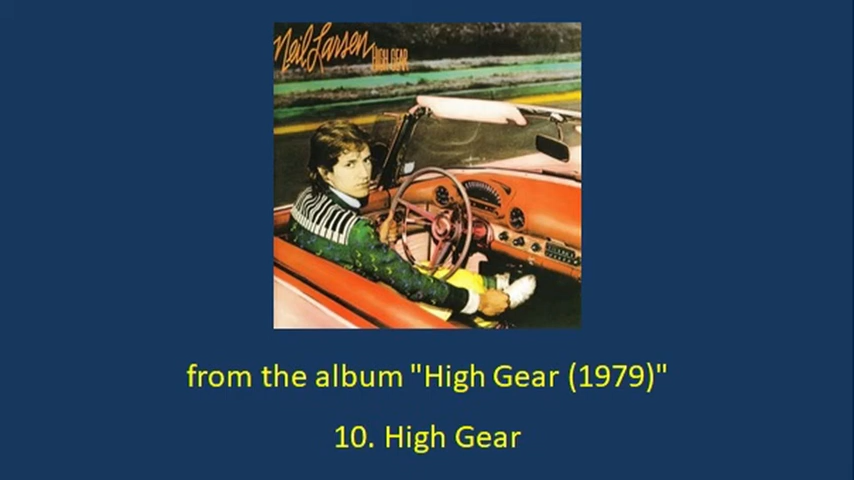 Neil Larsen
HIGH GEAR
from the album "High Gear (1979)"
10. High Gear